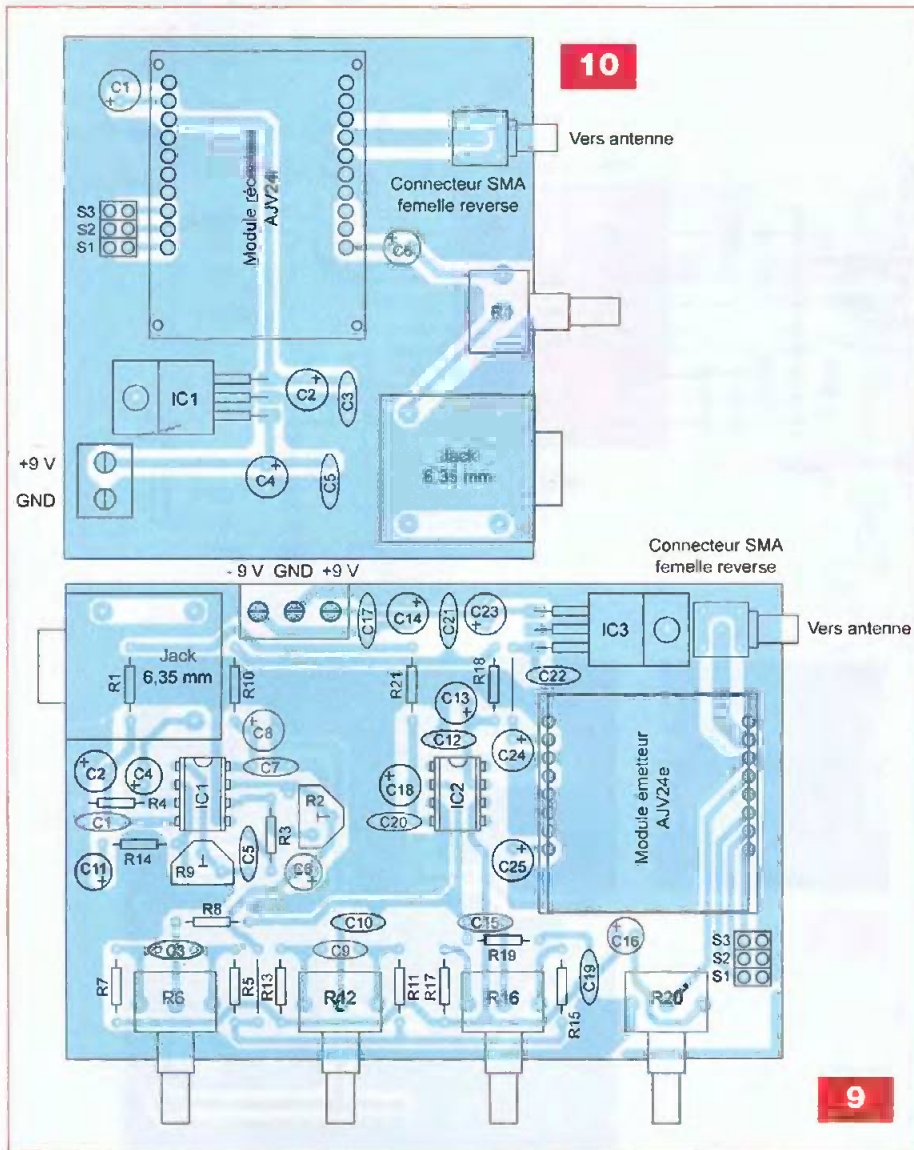 10
C1
Vers antenne
Connecteur SMA
femelle reverse
Module récepteur
AJV24r
S3
S2
S1
C6
R1
IC1
C2
C3
+9 V
GND
C4
C5
Jack
6,35 mm
Connecteur SMA
femelle reverse
- 9 V GND +9 V
C17
C14
C21
C23
IC3
Vers antenne
Jack
6,35 mm
R1
R10
R21
R18
C22
C13
C8
C12
C24
C2
C4
C7
IC1
R2
C18
IC2
Module émetteur
AJV24e
R4
C1
R3
C20
R14
C5
C25
C11
R9
C6
R8
C10
C15
C16
S3
S2
S1
C3
C9
R19
C19
R7
R6
R5
R13
R12
R11
R17
R16
R15
R20
9